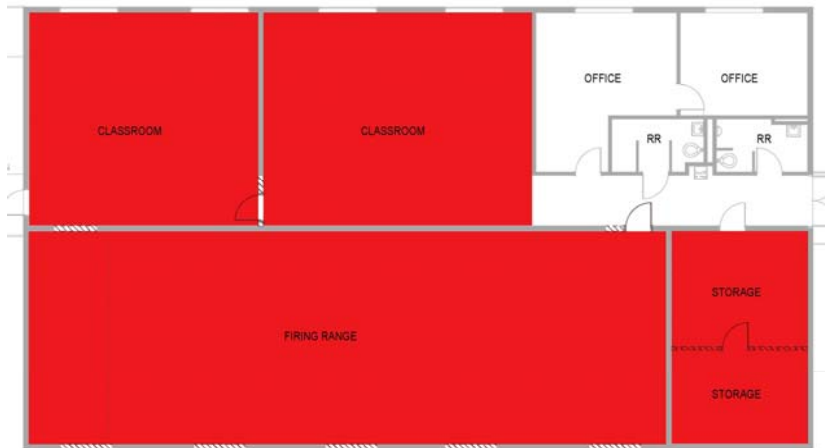 OFFICE
OFFICE
CLASSROOM
CLASSROOM
RR
RR
STORAGE
FIRING RANGE
STORAGE